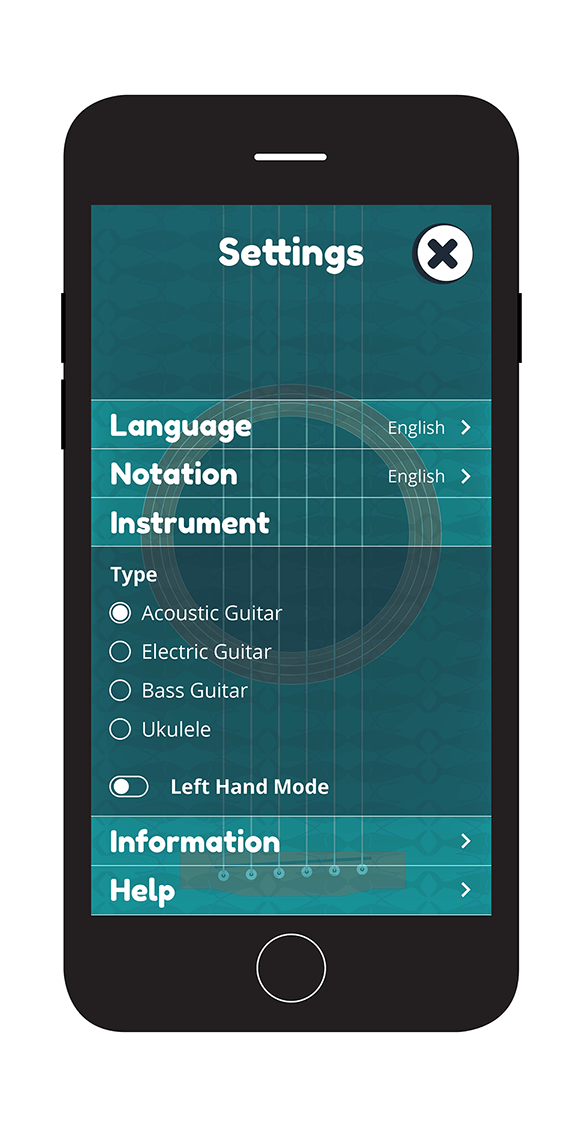 Settings
Language English
Notation English
Instrument
Type
Acoustic Guitar
Electric Guitar
Bass Guitar
Ukulele
Left Hand Mode
Information
Help